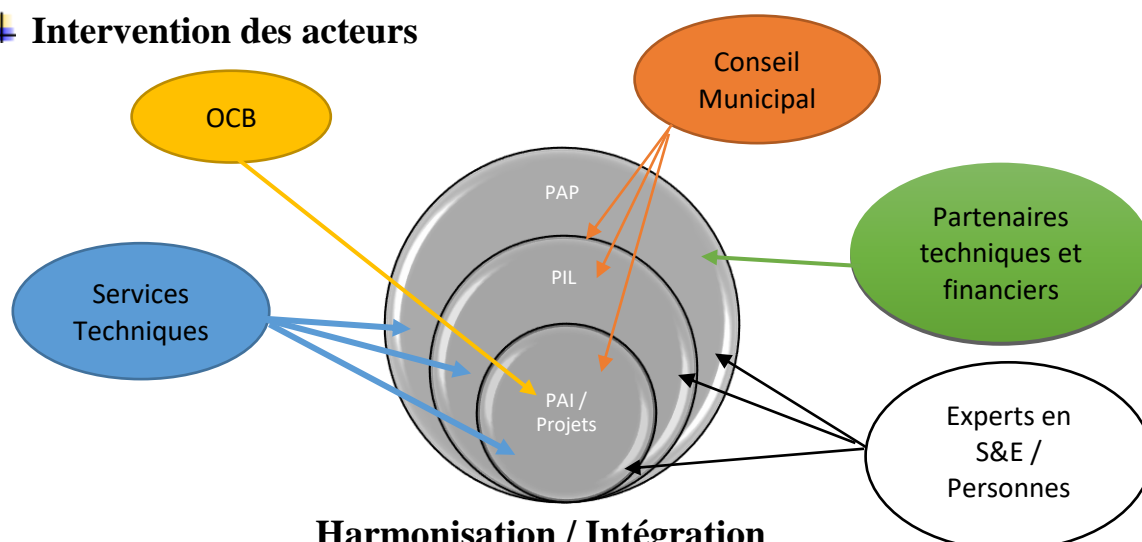 Intervention des acteurs
Conseil
Municipal
OCB
PAP
Partenaires
techniques et
financiers
PIL
Services
Techniques
PAI /
Projets
Experts en
S&E /
Personnes
Harmonisation / Intégration